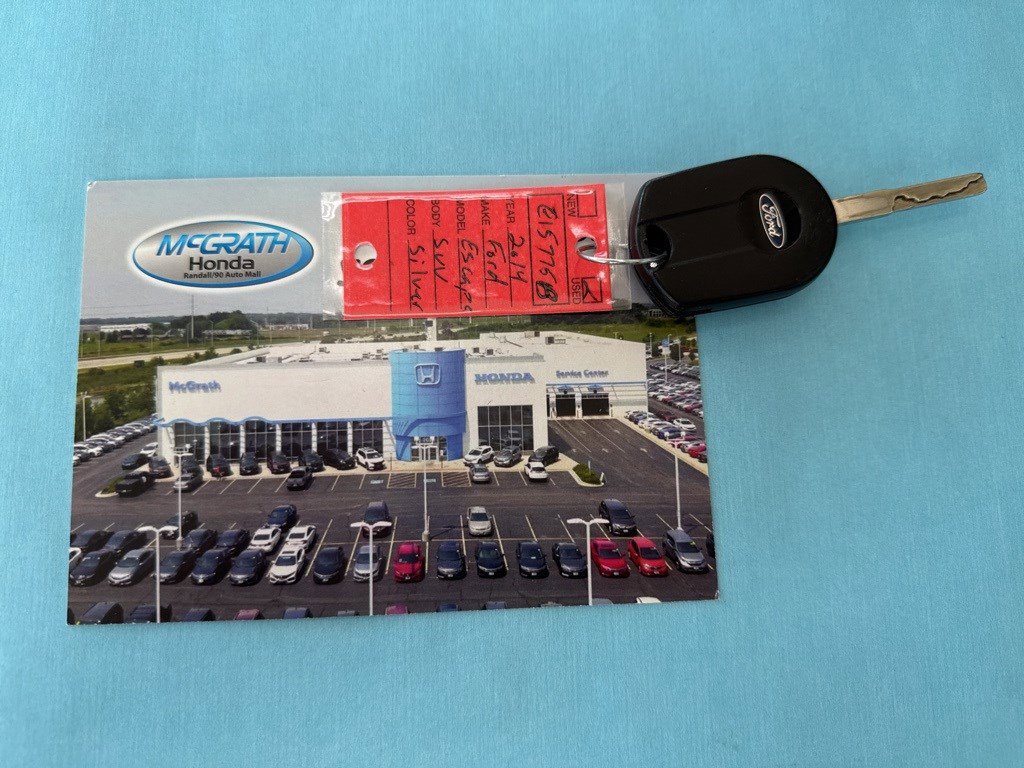 McGRATH
Honda
Randall/90 Auto Mall
NEW USED
YEAR 2014
MAKE Ford
MODEL Escape
BODY SUV
COLOR Silver
Ford
McGrath
HONDA
Service Center